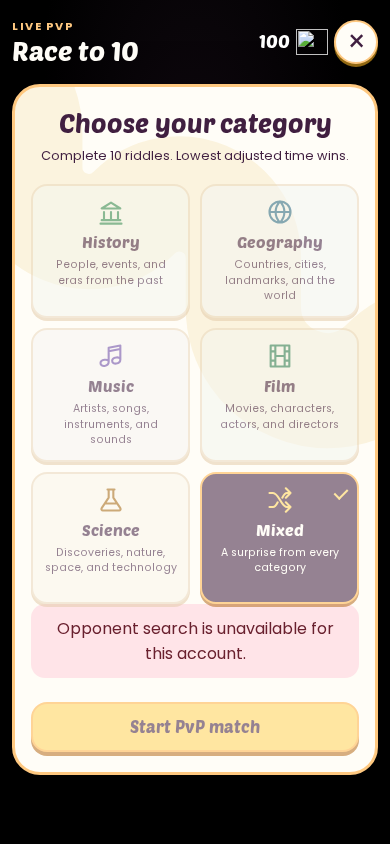 LIVE PVP
Race to 10
100
Choose your category
Complete 10 riddles. Lowest adjusted time wins.
History
People, events, and
eras from the past
Geography
Countries, cities,
landmarks, and the
world
Music
Artists, songs,
instruments, and
sounds
Film
Movies, characters,
actors, and directors
Science
Discoveries, nature,
space, and technology
Mixed
A surprise from every
category
Opponent search is unavailable for
this account.
Start PvP match